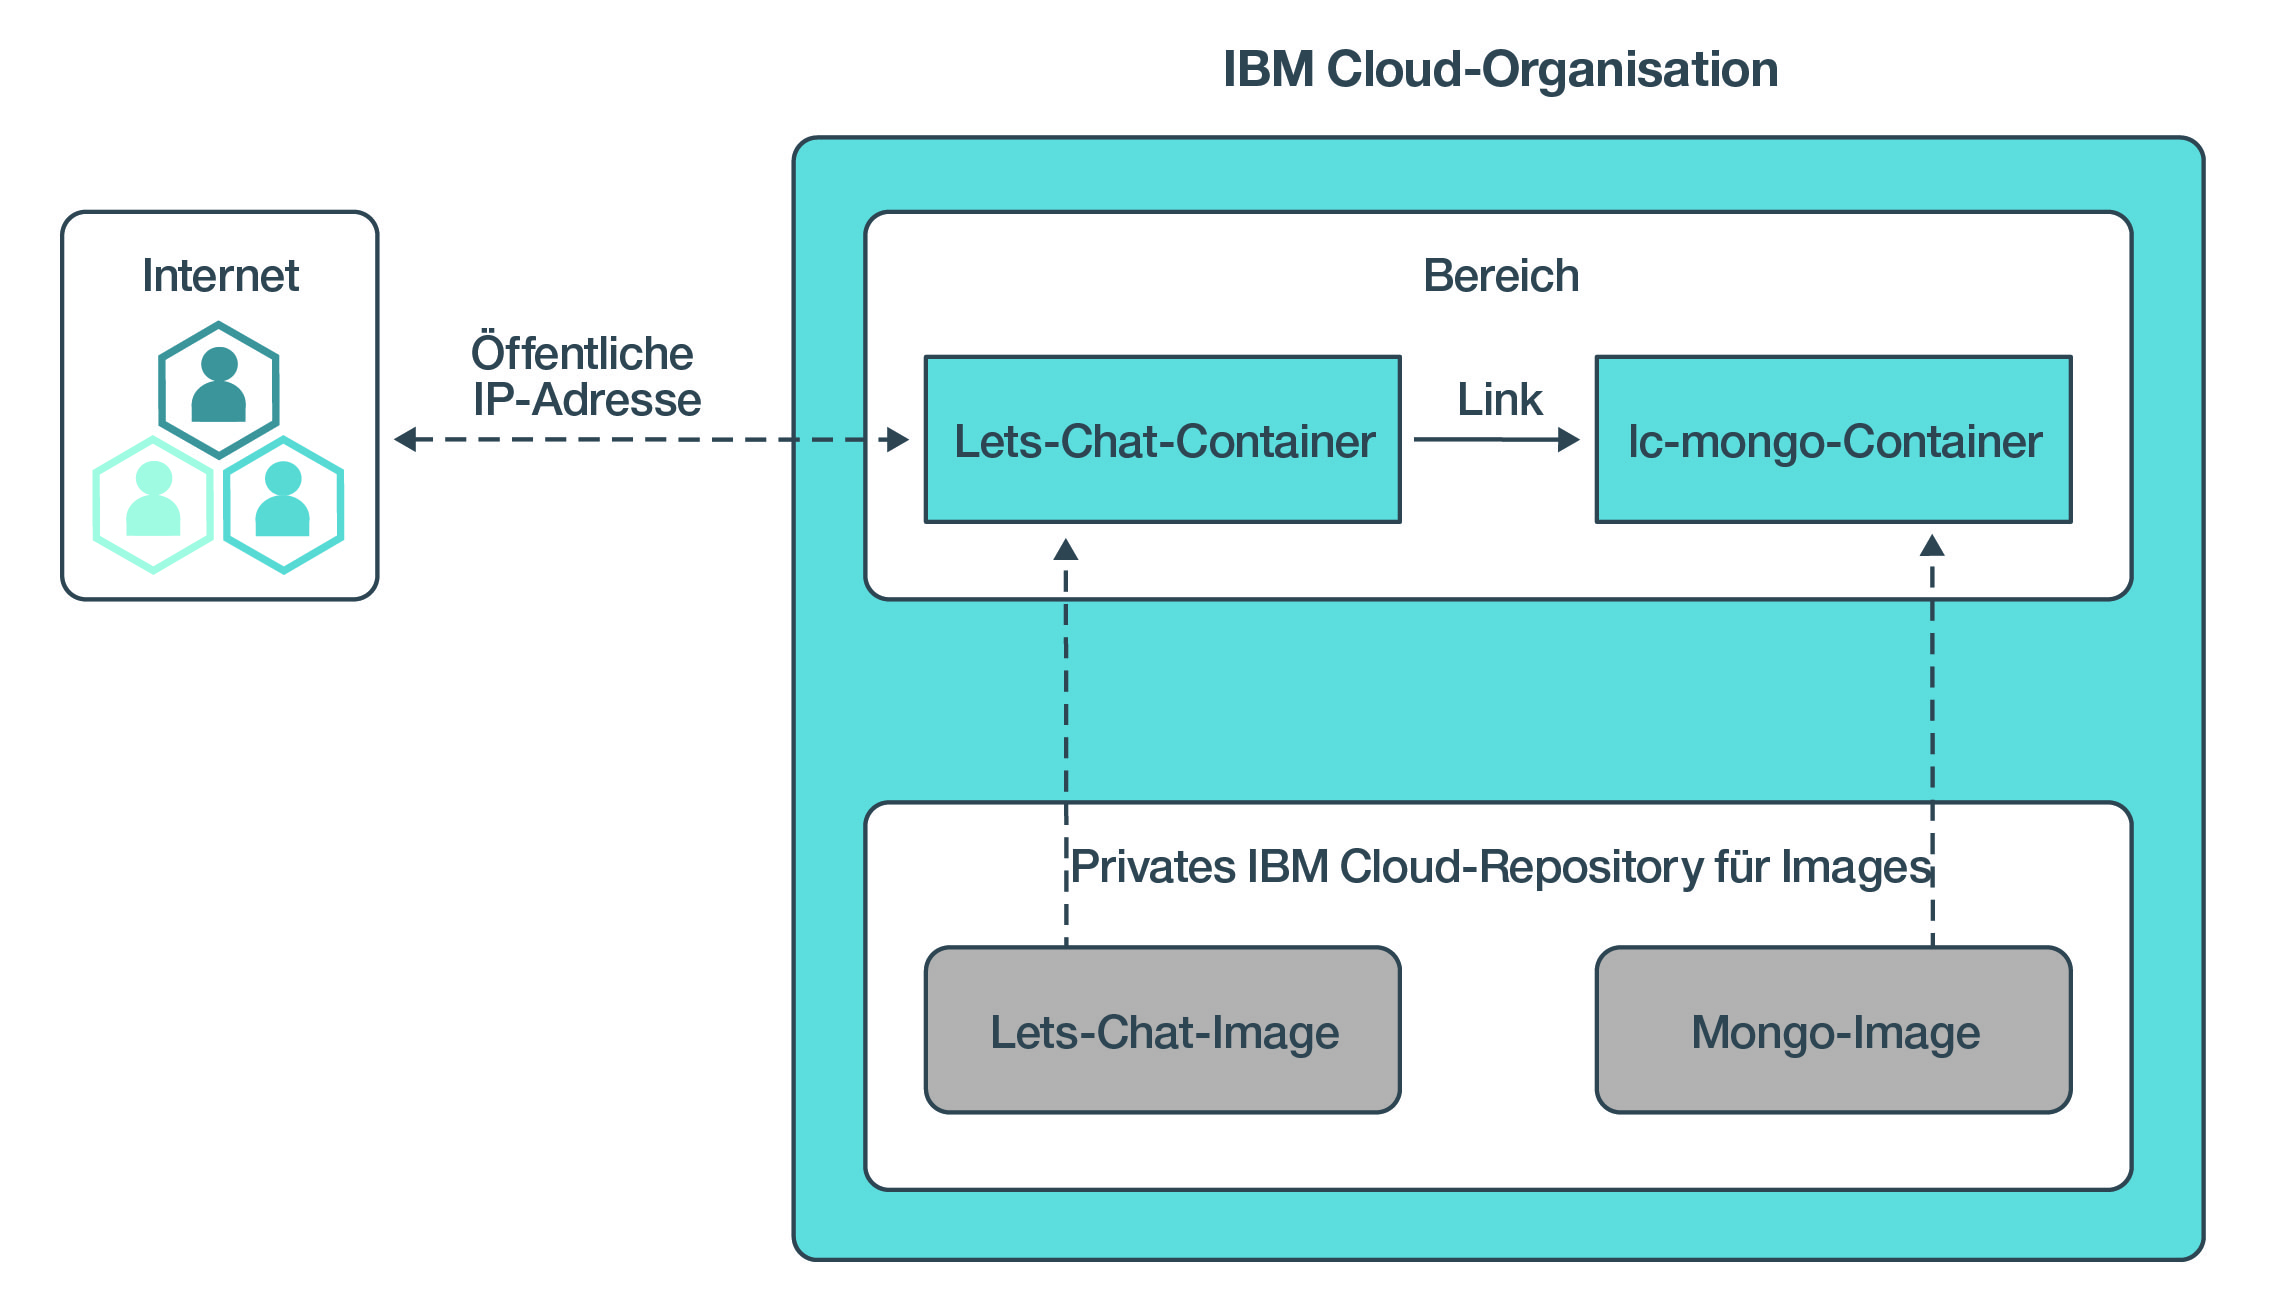 IBM Cloud-Organisation
Internet
Öffentliche
IP-Adresse
Bereich
Lets-Chat-Container
Link
lc-mongo-Container
Privates IBM Cloud-Repository für Images
Lets-Chat-Image
Mongo-Image